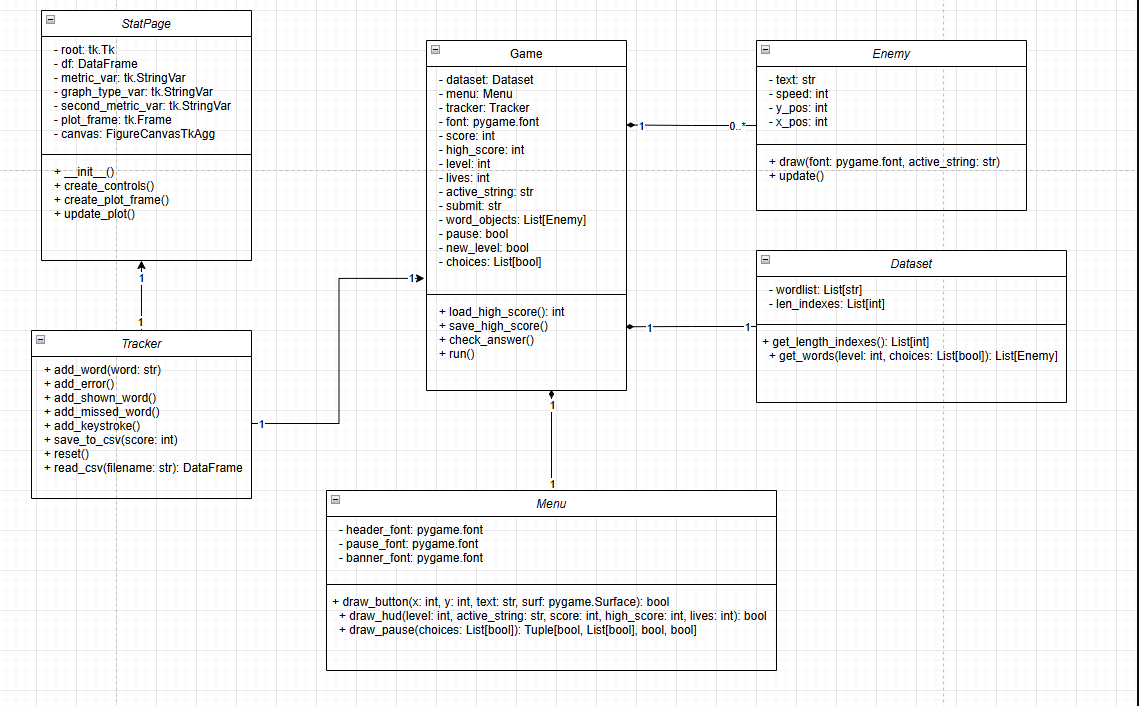 StatPage
- root: tk.Tk
- df: DataFrame
- metric_var: tk.StringVar
- graph_type_var: tk.StringVar
- second_metric_var: tk.StringVar
- plot_frame: tk.Frame
- canvas: FigureCanvasTkAgg
+ __init__()
+ create_controls()
+ create_plot_frame()
+ update_plot()
1
1
Tracker
+ add_word(word: str)
+ add_error()
+ add_shown_word()
+ add_missed_word()
+ add_keystroke()
+ save_to_csv(score: int)
+ reset()
+ read_csv(filename: str): DataFrame
1
1
Game
- dataset: Dataset
- menu: Menu
- tracker: Tracker
- font: pygame.font
- score: int
- high_score: int
- level: int
- lives: int
- active_string: str
- submit: str
- word_objects: List[Enemy]
- pause: bool
- new_level: bool
- choices: List[bool]
+ load_high_score(): int
+ save_high_score()
+ check_answer()
+ run()
1
0..*
Enemy
- text: str
- speed: int
- y_pos: int
- x_pos: int
+ draw(font: pygame.font, active_string: str)
+ update()
1
1
Dataset
- wordlist: List[str]
- len_indexes: List[int]
+ get_length_indexes(): List[int]
+ get_words(level: int, choices: List[bool]): List[Enemy]
1
1
Menu
- header_font: pygame.font
- pause_font: pygame.font
- banner_font: pygame.font
+ draw_button(x: int, y: int, text: str, surf: pygame.Surface): bool
+ draw_hud(level: int, active_string: str, score: int, high_score: int, lives: int): bool
+ draw_pause(choices: List[bool]): Tuple[bool, List[bool], bool, bool]